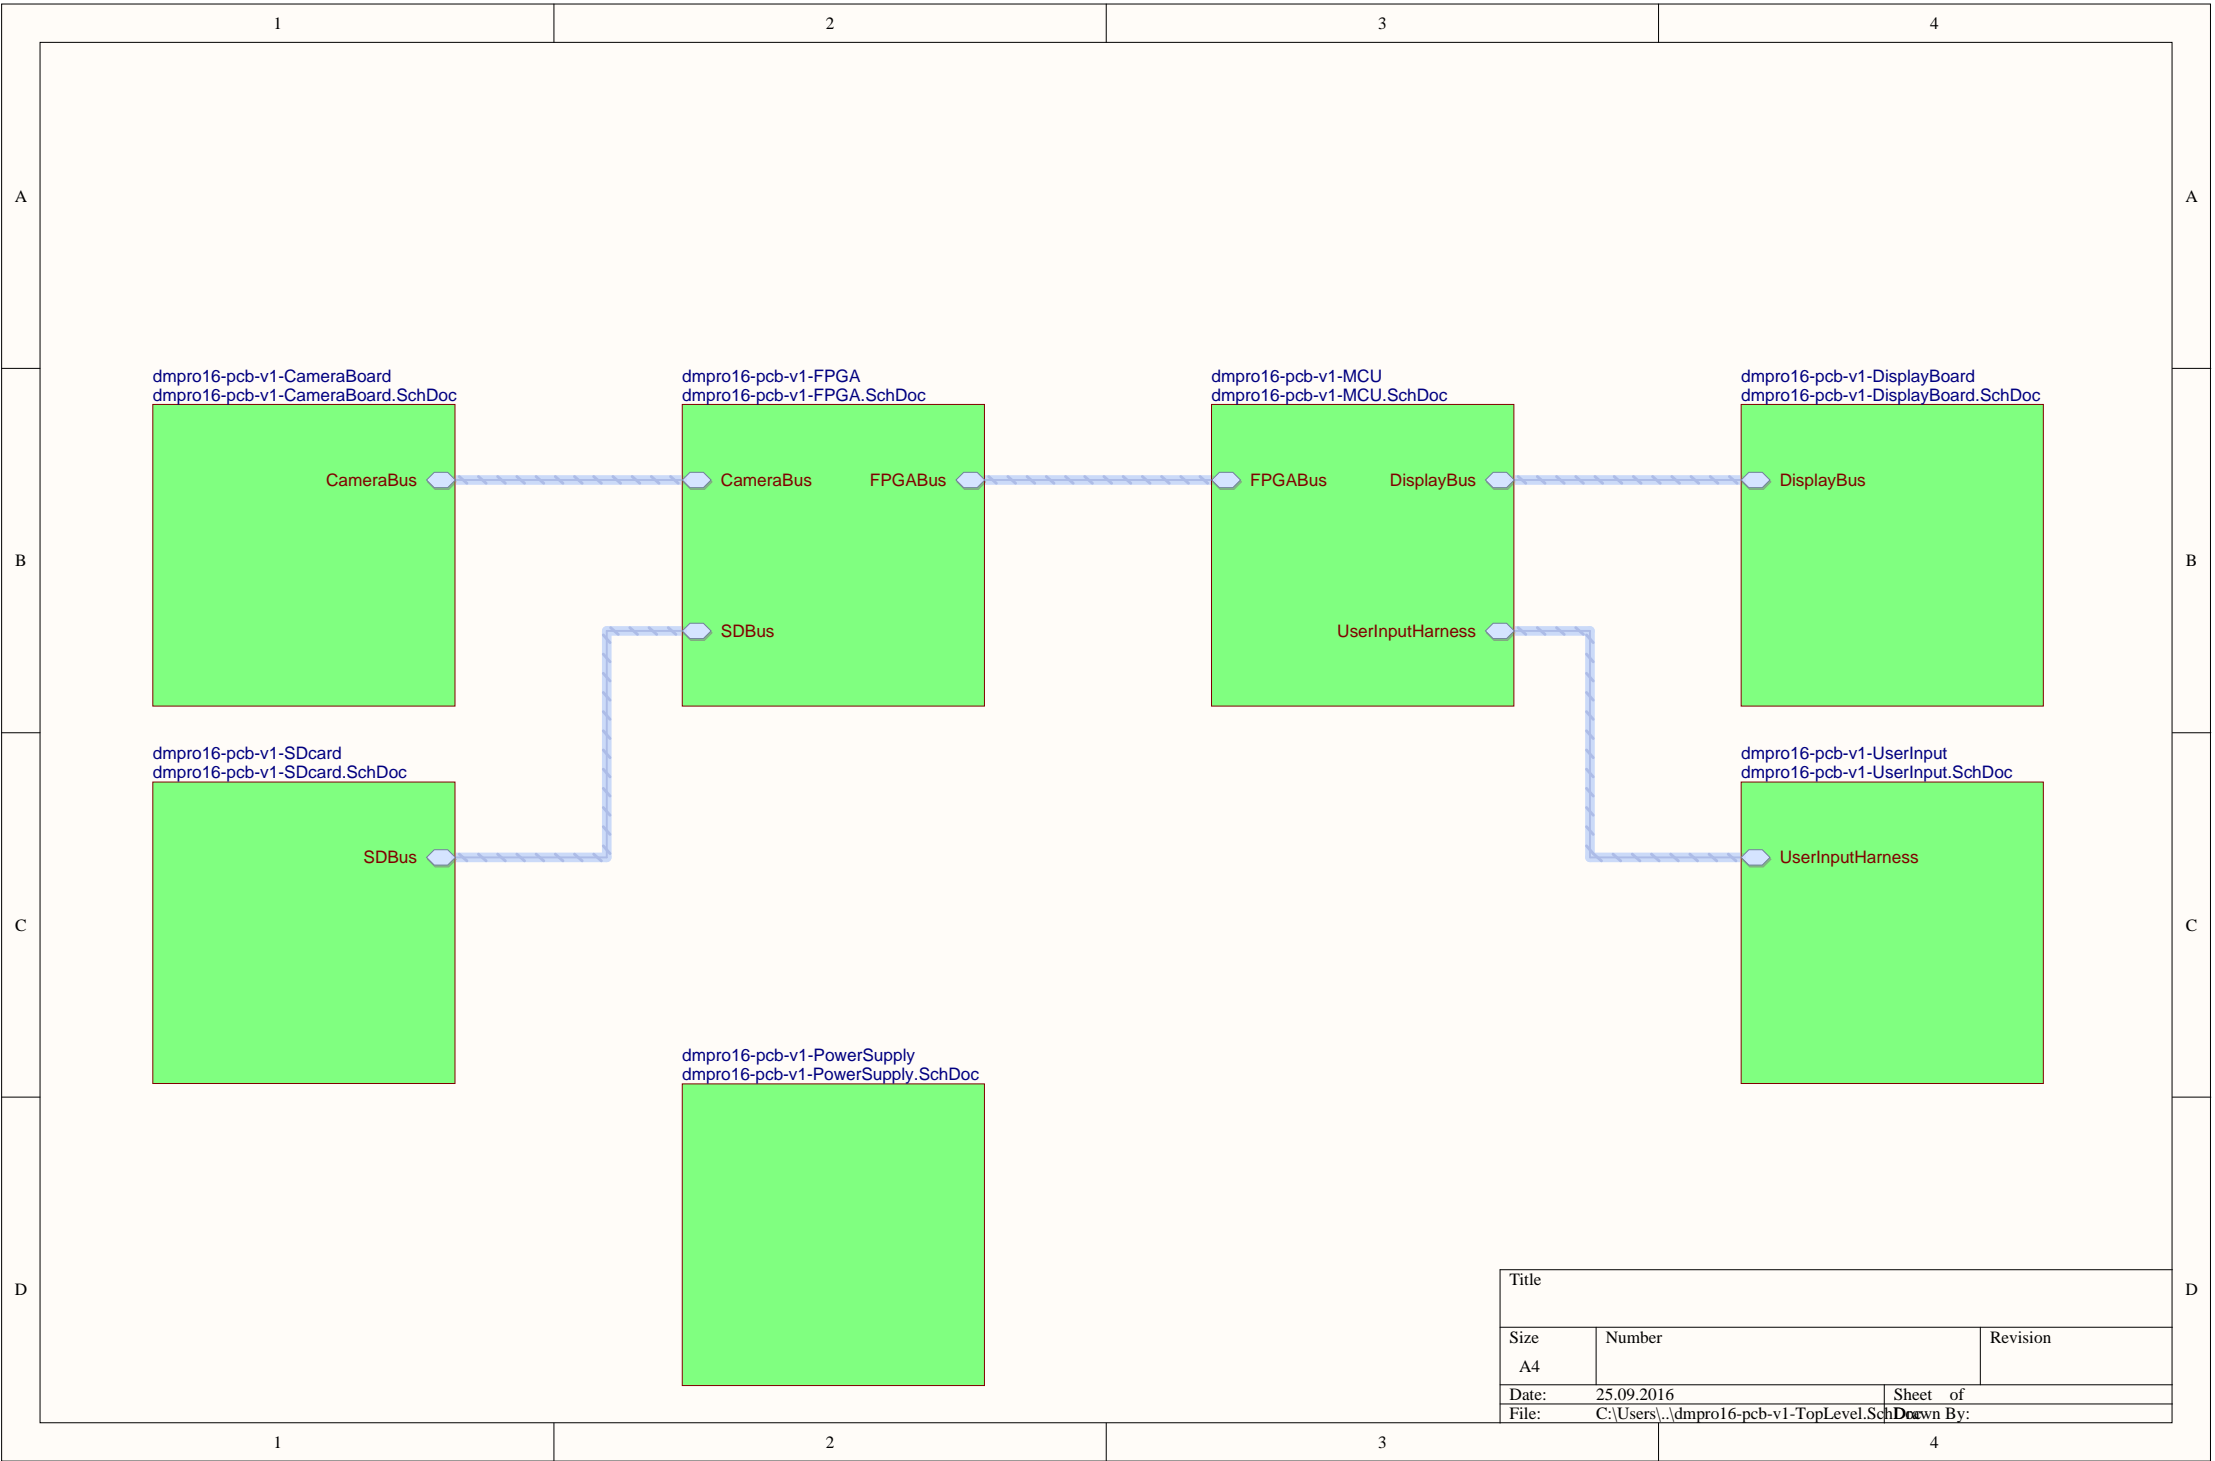 1 2 3 4
A A
dmpro16-pcb-v1-CameraBoard
dmpro16-pcb-v1-CameraBoard.SchDoc
dmpro16-pcb-v1-FPGA
dmpro16-pcb-v1-FPGA.SchDoc
dmpro16-pcb-v1-MCU
dmpro16-pcb-v1-MCU.SchDoc
dmpro16-pcb-v1-DisplayBoard
dmpro16-pcb-v1-DisplayBoard.SchDoc
CameraBus
CameraBus
FPGABus
FPGABus
DisplayBus
DisplayBus
B B
SDBus
UserInputHarness
dmpro16-pcb-v1-SDcard
dmpro16-pcb-v1-SDcard.SchDoc
dmpro16-pcb-v1-UserInput
dmpro16-pcb-v1-UserInput.SchDoc
SDBus
UserInputHarness
C C
dmpro16-pcb-v1-PowerSupply
dmpro16-pcb-v1-PowerSupply.SchDoc
D D
Title
Size Number Revision
A4
Date: 25.09.2016 Sheet of
File: C:\Users\..\dmpro16-pcb-v1-TopLevel.SchDoc Drawn By:
1 2 3 4